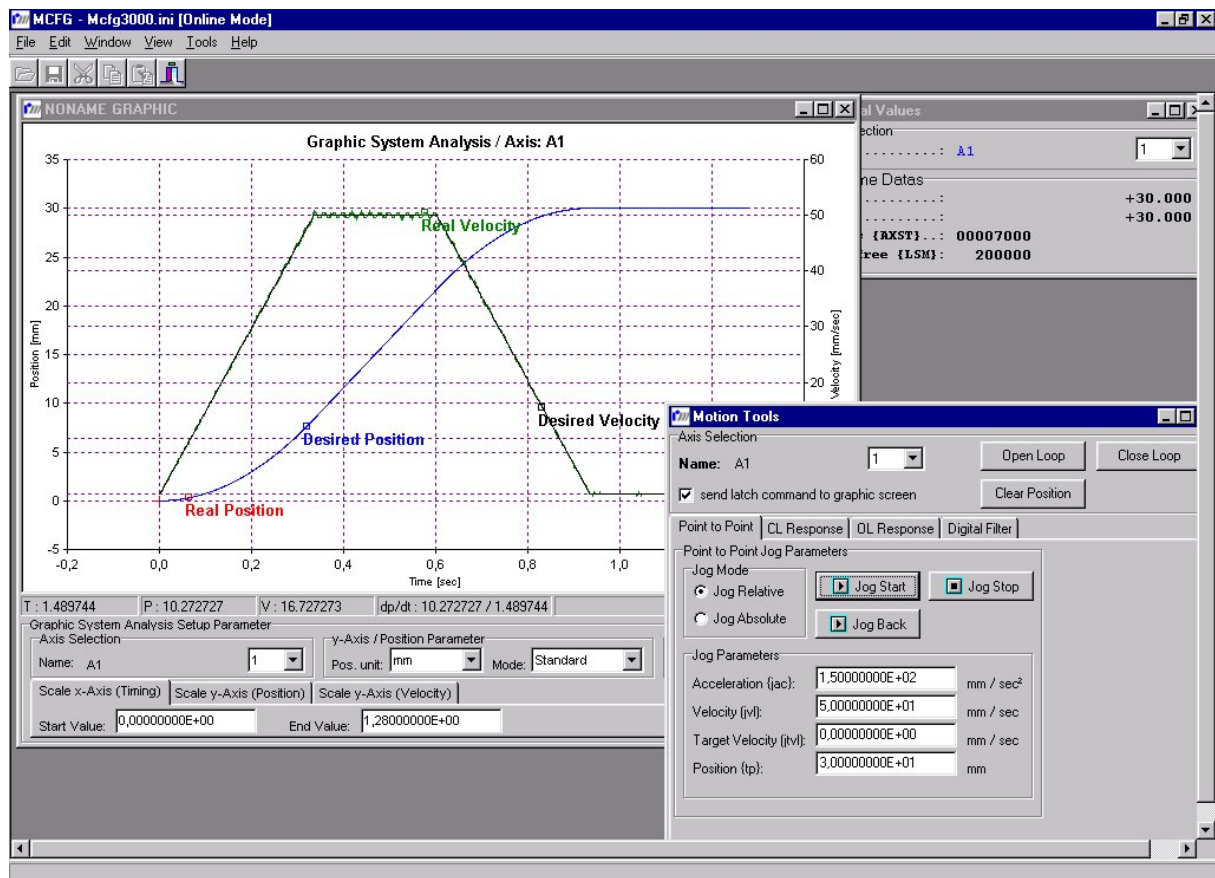 MCFG - Mcfg3000.ini [Online Mode]
File Edit Window View Tools Help
NONAME GRAPHIC
Graphic System Analysis / Axis: A1
35
30
25
20
15
10
5
0
-5
Position [mm]
60
50
40
30
20
Velocity [mm/sec]
Real Velocity
Desired Velocity
Desired Position
Real Position
-0,2 0,0 0,2 0,4 0,6 0,8 1,0
Time [sec]
T : 1.489744 P : 10.272727 V : 16.727273 dp/dt : 10.272727 / 1.489744
Graphic System Analysis Setup Parameter
Axis Selection
Name: A1 1
y-Axis / Position Parameter
Pos. unit: mm Mode: Standard
Scale x-Axis (Timing) Scale y-Axis (Position) Scale y-Axis (Velocity)
Start Value: 0,00000000E+00 End Value: 1,28000000E+00
al Values
ection
.........: A1 1
me Datas
.........: +30.000
.........: +30.000
{AXST}..: 00007000
ree {LSM}: 200000
Motion Tools
Axis Selection
Name: A1 1 Open Loop Close Loop
send latch command to graphic screen Clear Position
Point to Point CL Response OL Response Digital Filter
Point to Point Jog Parameters
Jog Mode
Jog Relative Jog Start Jog Stop
Jog Absolute Jog Back
Jog Parameters
Acceleration {jac}: 1,50000000E+02 mm / sec²
Velocity {jvl}: 5,00000000E+01 mm / sec
Target Velocity {jtvl}: 0,00000000E+00 mm / sec
Position {tp}: 3,00000000E+01 mm